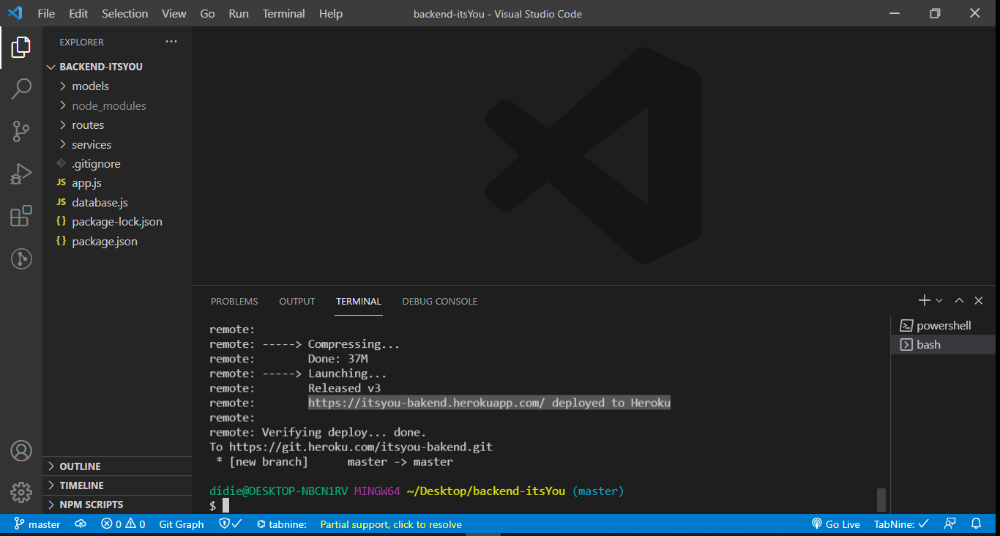 File Edit Selection View Go Run Terminal Help backend-itsYou - Visual Studio Code
EXPLORER ...
BACKEND-ITSYOU
models
node_modules
routes
services
.gitignore
JS app.js
JS database.js
{} package-lock.json
{} package.json
PROBLEMS OUTPUT TERMINAL DEBUG CONSOLE
remote:
remote: -----> Compressing...
remote: Done: 37M
remote: -----> Launching...
remote: Released v3
remote: https://itsyou-bakend.herokuapp.com/ deployed to Heroku
remote:
remote: Verifying deploy... done.
To https://git.heroku.com/itsyou-bakend.git
* [new branch] master -> master
didie@DESKTOP-NBCN1RV MINGW64 ~/Desktop/backend-itsYou (master)
$
powershell
bash
OUTLINE
TIMELINE
NPM SCRIPTS
master 0 0 Git Graph tabnine: Partial support, click to resolve Go Live TabNine: